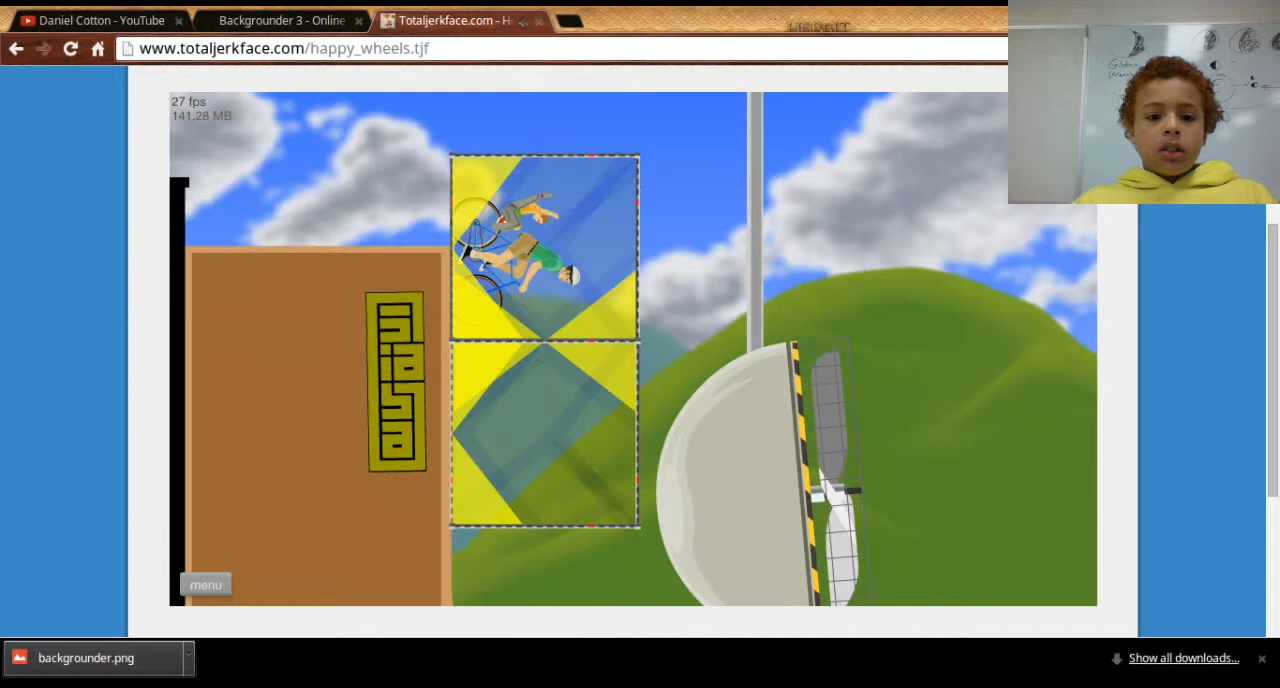 Daniel Cotton - YouTube
Backgrounder 3 - Online
Totaljerkface.com - H
www.totaljerkface.com/happy_wheels.tjf
27 fps
141.28 MB
menu
backgrounder.png
Show all downloads...